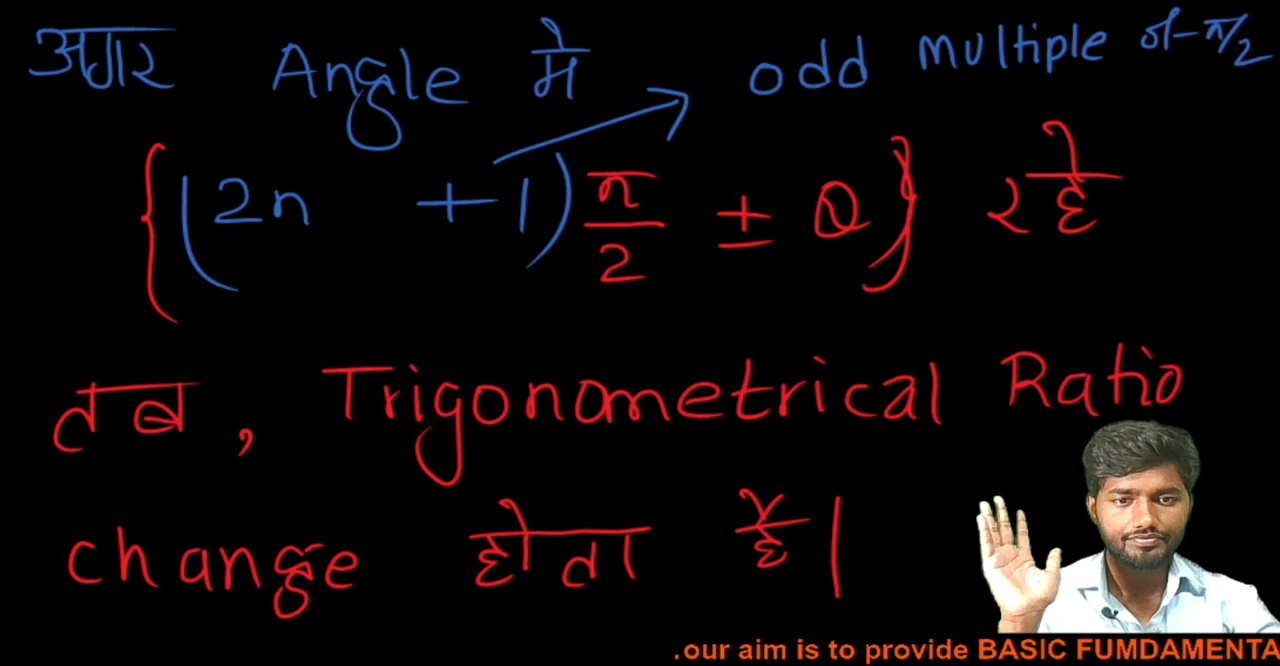 अगर Angle मे odd multiple of π/2
{(2n + 1) π/2 ± θ} रहे
तब, Trigonometrical Ratio
change होता है|
.our aim is to provide BASIC FUMDAMENTA